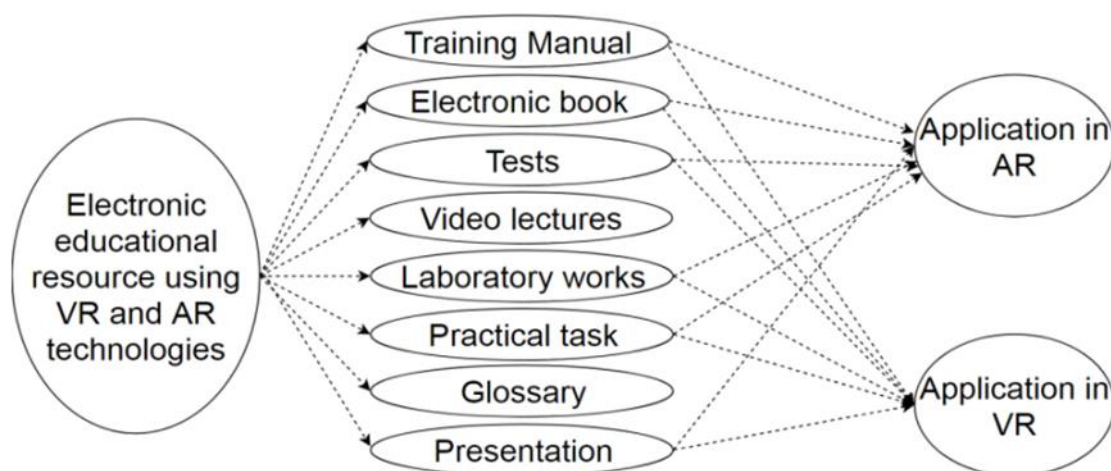 Electronic
educational
resource using
VR and AR
technologies
Training Manual
Electronic book
Tests
Video lectures
Laboratory works
Practical task
Glossary
Presentation
Application in
AR
Application in
VR